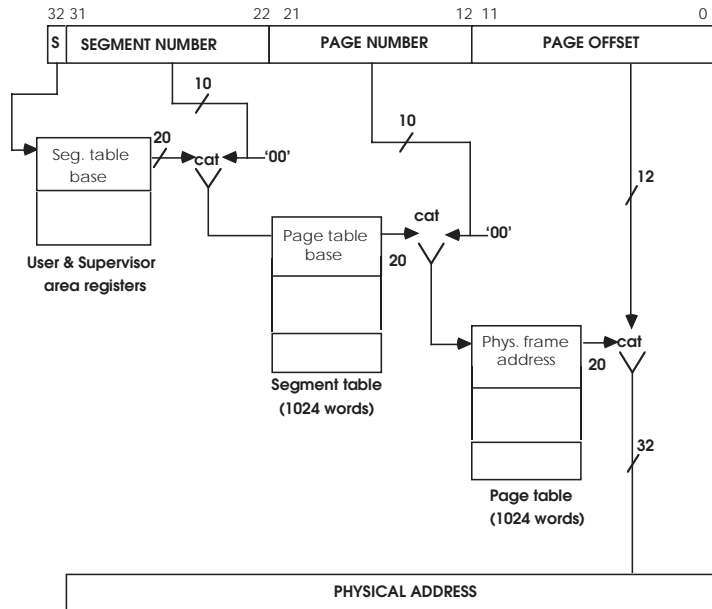 32 31 22 21 12 11 0
S SEGMENT NUMBER PAGE NUMBER PAGE OFFSET
10
10
20
cat
'00'
12
Seg. table
base
User & Supervisor
area registers
cat
'00'
20
Page table
base
Segment table
(1024 words)
cat
20
Phys. frame
address
Page table
(1024 words)
32
PHYSICAL ADDRESS